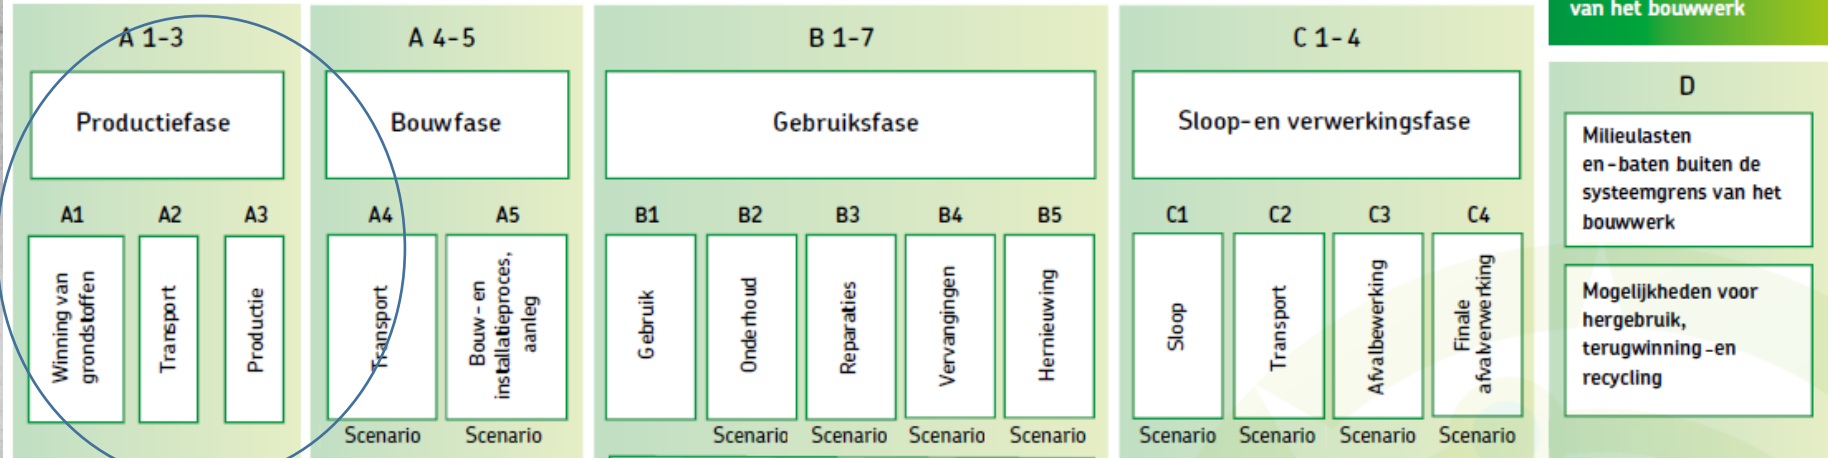 van het bouwwerk
A 1-3
A 4-5
B 1-7
C 1-4
D
Productiefase
Bouwfase
Gebruiksfase
Sloop-en verwerkingsfase
Milieulasten
en-baten buiten de
systeemgrens van het
bouwwerk
A1
A2
A3
A4
A5
B1
B2
B3
B4
B5
C1
C2
C3
C4
Winning van
grondstoffen
Transport
Productie
Transport
Bouw- en
installatieproces,
aanleg
Gebruik
Onderhoud
Reparaties
Vervangingen
Hernieuwing
Sloop
Transport
Afvalbewerking
Finale
afvalverwerking
Mogelijkheden voor
hergebruik,
terugwinning-en
recycling
Scenario
Scenario
Scenario
Scenario
Scenario
Scenario
Scenario
Scenario
Scenario
Scenario